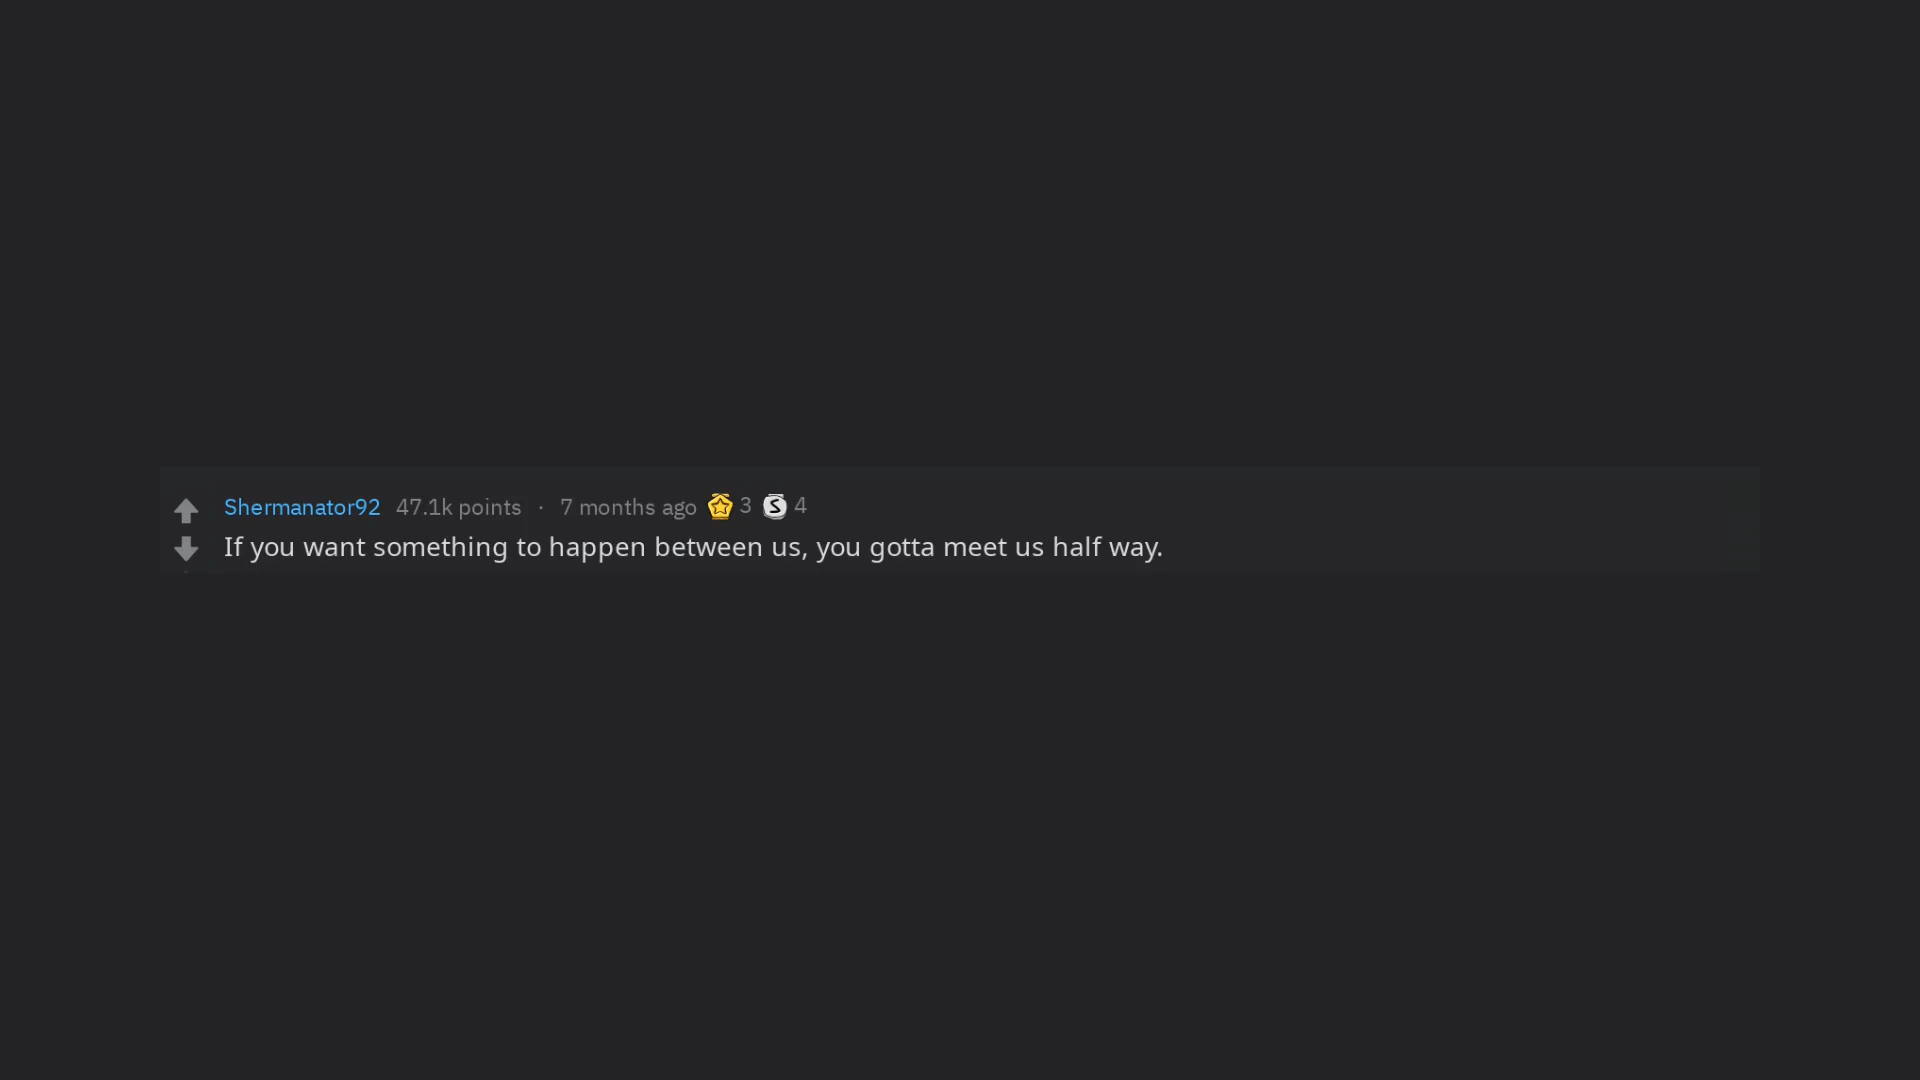 Shermanator92 47.1k points · 7 months ago 3 S 4
If you want something to happen between us, you gotta meet us half way.